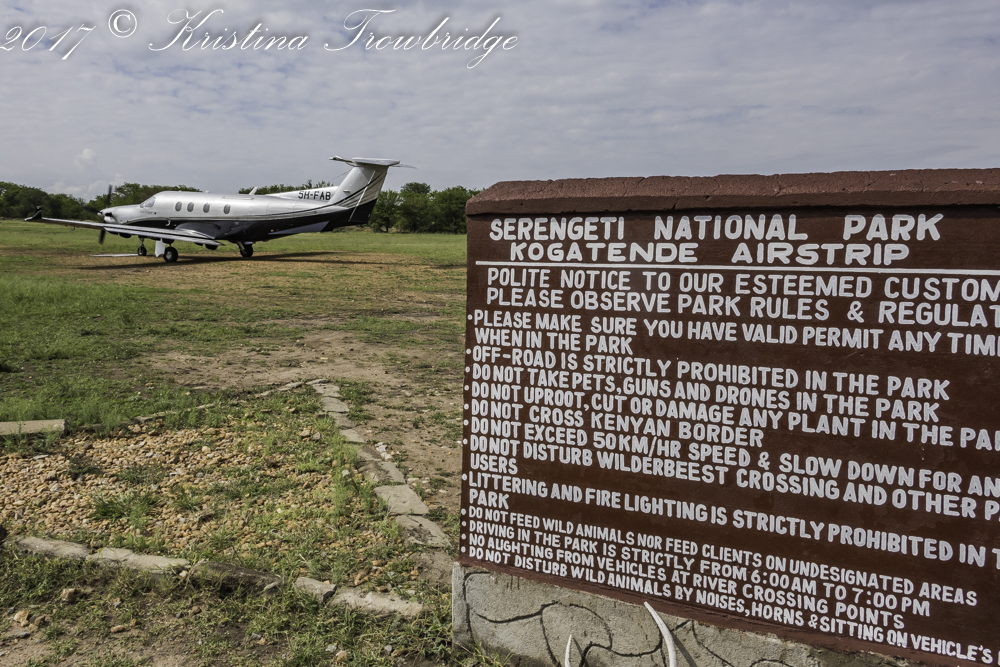 2017 © Kristina Trowbridge
5H-FAB
SERENGETI NATIONAL PARK
KOGATENDE AIRSTRIP
POLITE NOTICE TO OUR ESTEEMED CUSTOM
PLEASE OBSERVE PARK RULES & REGULAT
•PLEASE MAKE SURE YOU HAVE VALID PERMIT ANY TIM
WHEN IN THE PARK
•OFF-ROAD IS STRICTLY PROHIBITED IN THE PARK
•DO NOT TAKE PETS,GUNS AND DRONES IN THE PARK
•DO NOT UPROOT,CUT OR DAMAGE ANY PLANT IN THE PA
•DO NOT CROSS KENYAN BORDER
•DO NOT EXCEED 50KM/HR SPEED & SLOW DOWN FOR AN
•DO NOT DISTURB WILDERBEEST CROSSING AND OTHER P
USERS
•LITTERING AND FIRE LIGHTING IS STRICTLY PROHIBITED IN T
PARK
•DO NOT FEED WILD ANIMALS NOR FEED CLIENTS ON UNDESIGNATED AREAS
•DRIVING IN THE PARK IS STRICTLY FROM 6:00AM TO 7:00PM
•NO ALIGHTING FROM VEHICLES AT RIVER CROSSING POINTS
•DO NOT DISTURB WILD ANIMALS BY NOISES,HORNS & SITTING ON VEHICLE'S